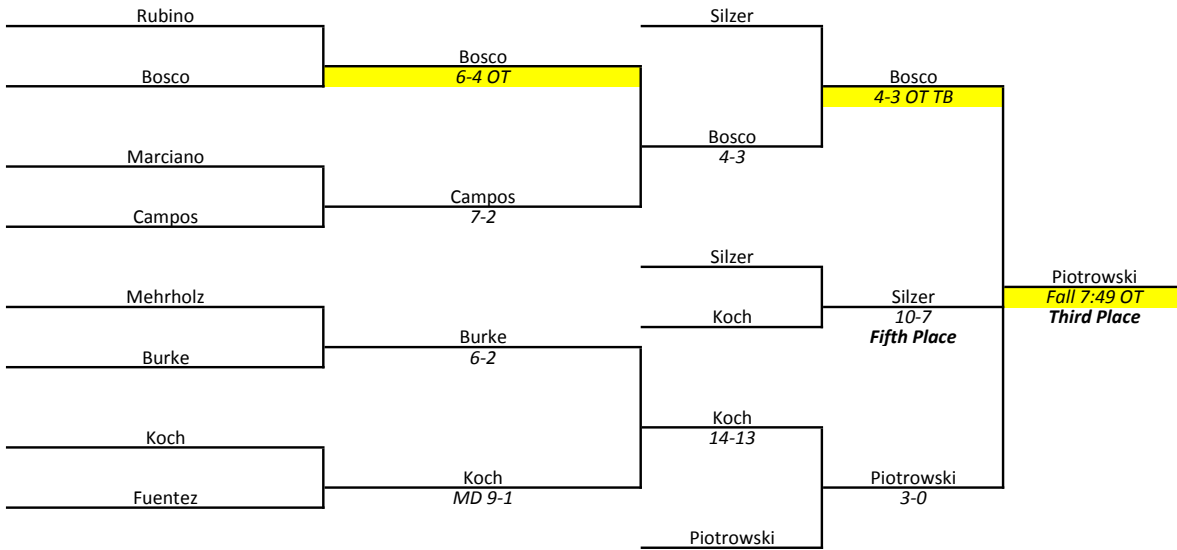 Rubino
Silzer
Bosco
6-4 OT
Bosco
Bosco
4-3 OT TB
Bosco
4-3
Marciano
Campos
7-2
Campos
Silzer
Piotrowski
Fall 7:49 OT
Third Place
Mehrholz
Silzer
10-7
Fifth Place
Koch
Burke
6-2
Burke
Koch
14-13
Koch
Koch
MD 9-1
Piotrowski
3-0
Fuentez
Piotrowski